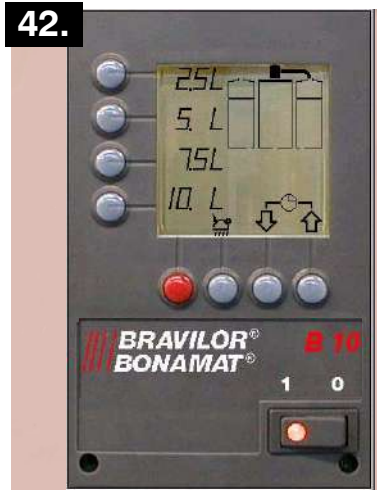 42.
2.5L
5. L
7.5L
10. L
BRAVILOR®
BONAMAT®
B 10
1 0